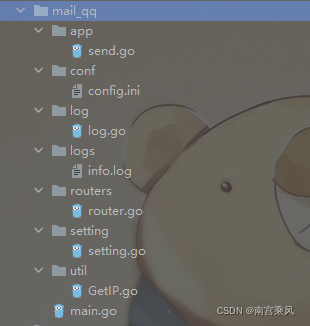 mail_qq
app
send.go
conf
config.ini
log
log.go
logs
info.log
routers
router.go
setting
setting.go
util
GetIP.go
main.go
CSDN @南宫乘风